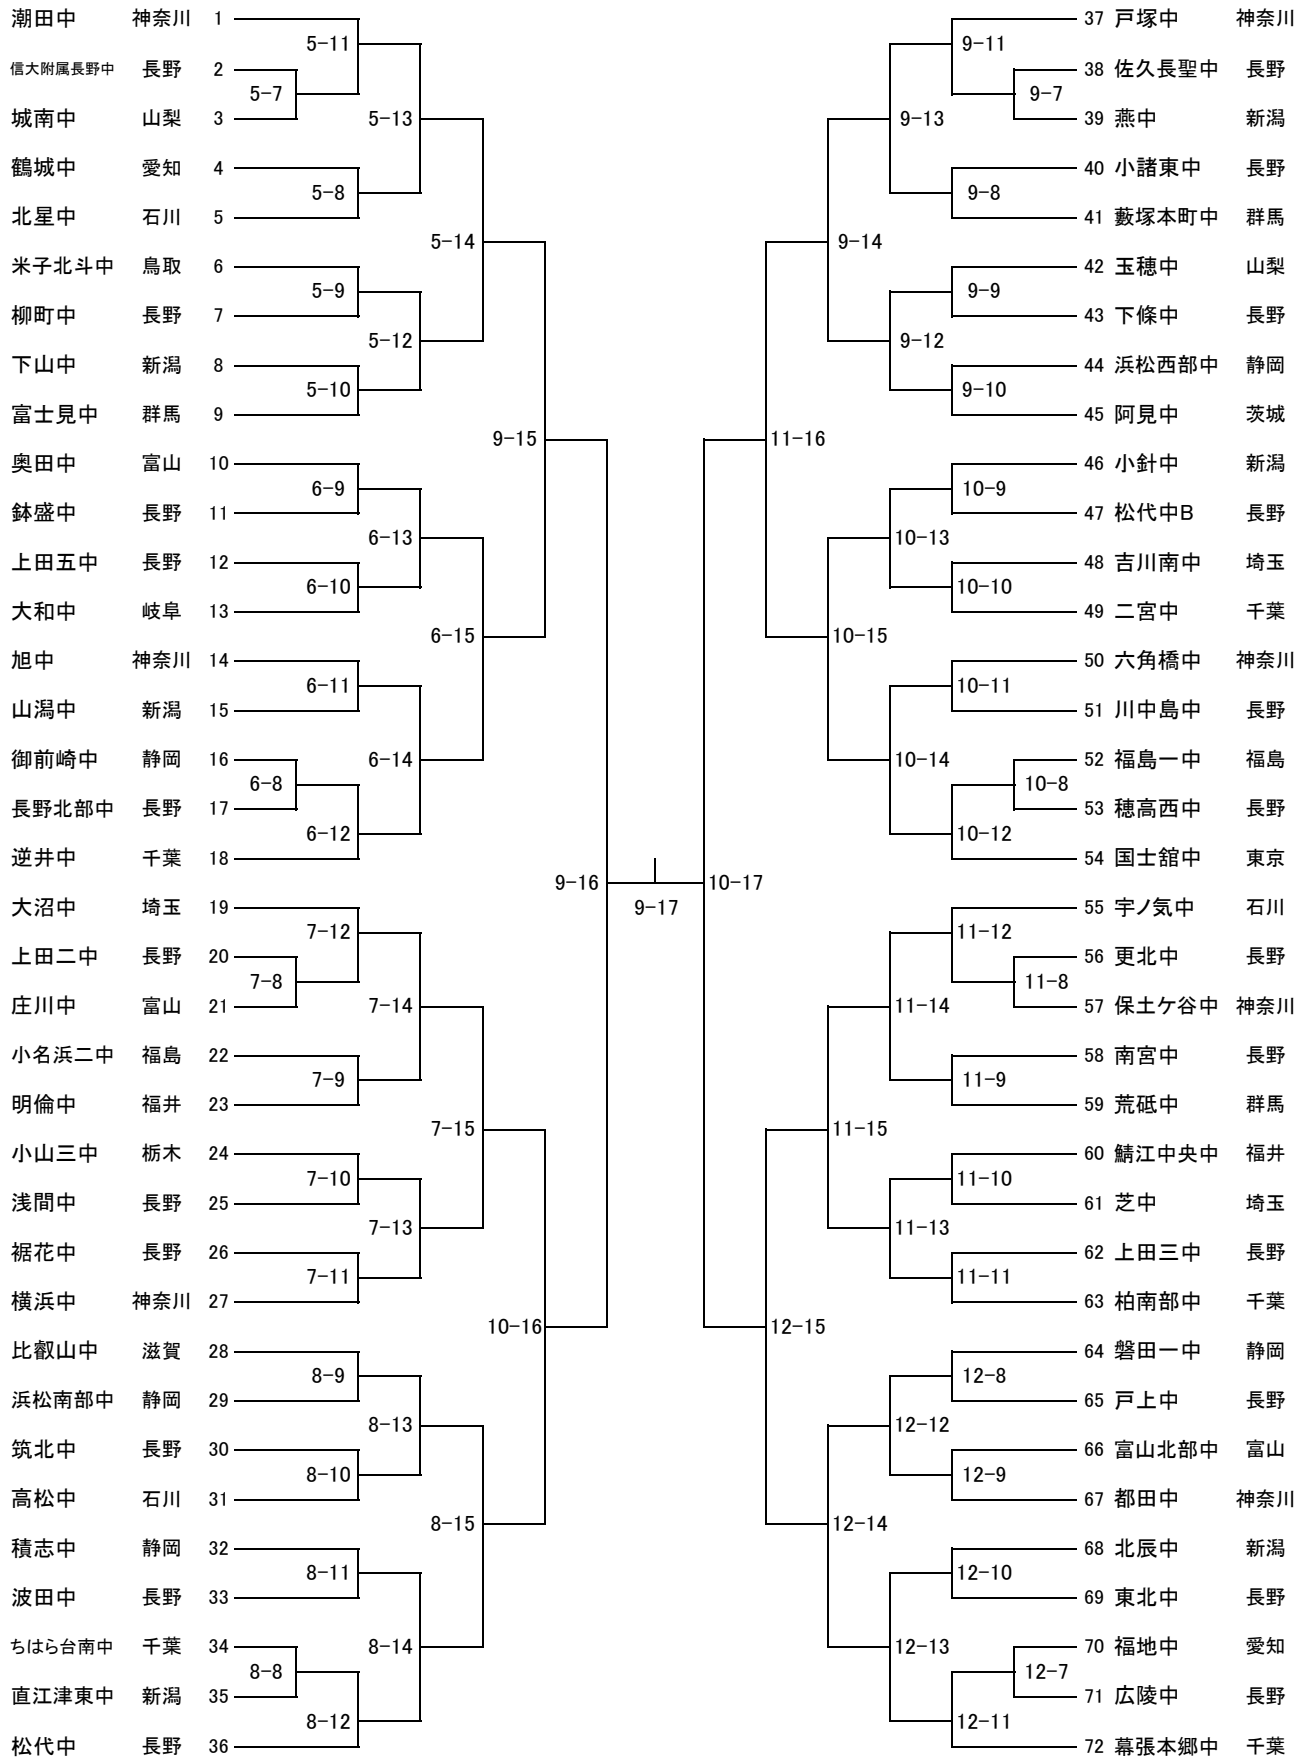 潮田中 神奈川 1
信大附属長野中 長野 2
城南中 山梨 3
鶴城中 愛知 4
北星中 石川 5
米子北斗中 鳥取 6
柳町中 長野 7
下山中 新潟 8
富士見中 群馬 9
奥田中 富山 10
鉢盛中 長野 11
上田五中 長野 12
大和中 岐阜 13
旭中 神奈川 14
山潟中 新潟 15
御前崎中 静岡 16
長野北部中 長野 17
逆井中 千葉 18
大沼中 埼玉 19
上田二中 長野 20
庄川中 富山 21
小名浜二中 福島 22
明倫中 福井 23
小山三中 栃木 24
浅間中 長野 25
裾花中 長野 26
横浜中 神奈川 27
比叡山中 滋賀 28
浜松南部中 静岡 29
筑北中 長野 30
高松中 石川 31
積志中 静岡 32
波田中 長野 33
ちはら台南中 千葉 34
直江津東中 新潟 35
松代中 長野 36
5-7
6-8
7-8
8-8
5-11
5-8
5-9
5-10
6-9
6-10
6-11
6-12
7-12
7-9
7-10
7-11
8-9
8-10
8-11
8-12
5-13
5-12
6-13
6-14
7-14
7-13
8-13
8-14
5-14
6-15
7-15
8-15
9-15
10-16
9-16
9-17
10-17
11-16
12-15
9-14
10-15
11-15
12-14
9-13
9-12
10-13
10-14
11-14
11-13
12-12
12-13
9-11
9-8
9-9
9-10
10-9
10-10
10-11
10-12
11-12
11-9
11-10
11-11
12-8
12-9
12-10
12-11
9-7
10-8
11-8
12-7
37 戸塚中 神奈川
38 佐久長聖中 長野
39 燕中 新潟
40 小諸東中 長野
41 藪塚本町中 群馬
42 玉穂中 山梨
43 下條中 長野
44 浜松西部中 静岡
45 阿見中 茨城
46 小針中 新潟
47 松代中B 長野
48 吉川南中 埼玉
49 二宮中 千葉
50 六角橋中 神奈川
51 川中島中 長野
52 福島一中 福島
53 穂高西中 長野
54 国士舘中 東京
55 宇ノ気中 石川
56 更北中 長野
57 保土ケ谷中 神奈川
58 南宮中 長野
59 荒砥中 群馬
60 鯖江中央中 福井
61 芝中 埼玉
62 上田三中 長野
63 柏南部中 千葉
64 磐田一中 静岡
65 戸上中 長野
66 富山北部中 富山
67 都田中 神奈川
68 北辰中 新潟
69 東北中 長野
70 福地中 愛知
71 広陵中 長野
72 幕張本郷中 千葉